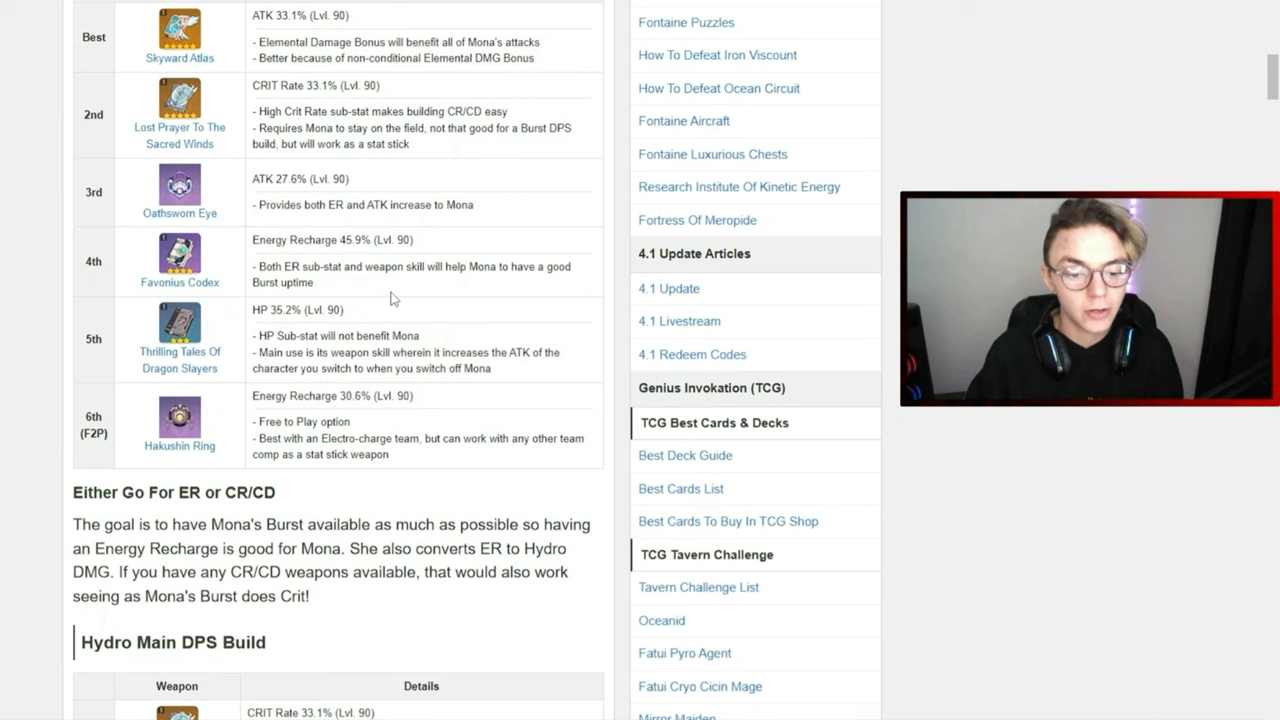 Best
ATK 33.1% (Lvl. 90)
- Elemental Damage Bonus will benefit all of Mona's attacks
- Better because of non-conditional Elemental DMG Bonus
Skyward Atlas
2nd
CRIT Rate 33.1% (Lvl. 90)
- High Crit Rate sub-stat makes building CR/CD easy
- Requires Mona to stay on the field, not that good for a Burst DPS
build, but will work as a stat stick
Lost Prayer To The
Sacred Winds
3rd
ATK 27.6% (Lvl. 90)
- Provides both ER and ATK increase to Mona
Oathsworn Eye
4th
Energy Recharge 45.9% (Lvl. 90)
- Both ER sub-stat and weapon skill will help Mona to have a good
Burst uptime
Favonius Codex
5th
HP 35.2% (Lvl. 90)
- HP Sub-stat will not benefit Mona
- Main use is its weapon skill wherein it increases the ATK of the
character you switch to when you switch off Mona
Thrilling Tales Of
Dragon Slayers
6th
(F2P)
Energy Recharge 30.6% (Lvl. 90)
- Free to Play option
- Best with an Electro-charge team, but can work with any other team
comp as a stat stick weapon
Hakushin Ring
Either Go For ER or CR/CD
The goal is to have Mona's Burst available as much as possible so having
an Energy Recharge is good for Mona. She also converts ER to Hydro
DMG. If you have any CR/CD weapons available, that would also work
seeing as Mona's Burst does Crit!
Hydro Main DPS Build
Weapon
Details
CRIT Rate 33.1% (Lvl. 90)
Fontaine Puzzles
How To Defeat Iron Viscount
How To Defeat Ocean Circuit
Fontaine Aircraft
Fontaine Luxurious Chests
Research Institute Of Kinetic Energy
Fortress Of Meropide
4.1 Update Articles
4.1 Update
4.1 Livestream
4.1 Redeem Codes
Genius Invokation (TCG)
TCG Best Cards & Decks
Best Deck Guide
Best Cards List
Best Cards To Buy In TCG Shop
TCG Tavern Challenge
Tavern Challenge List
Oceanid
Fatui Pyro Agent
Fatui Cryo Cicin Mage
Mirror Maiden